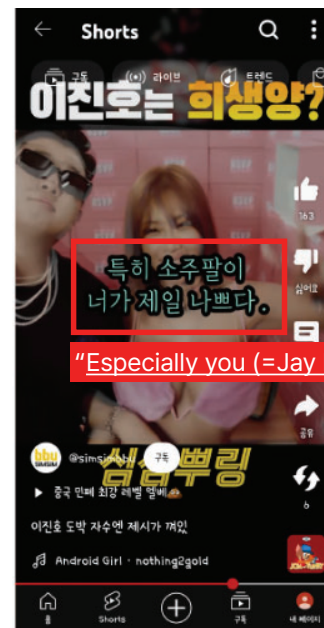 Shorts
구독 라이브 트렌드
이진호는 희생양?
163
특히 소주팔이
너가 제일 나쁘다.
싫어요
"Especially you (=Jay
공유
bbu
SIMSIM
@simsimbbu 구독
심심뿌링
▶ 중국 민폐 최강 레벨 엘베
6
이진호 도박 자수엔 제시가 껴있
Android Girl · nothing2gold
홈 Shorts 구독 내 페이지